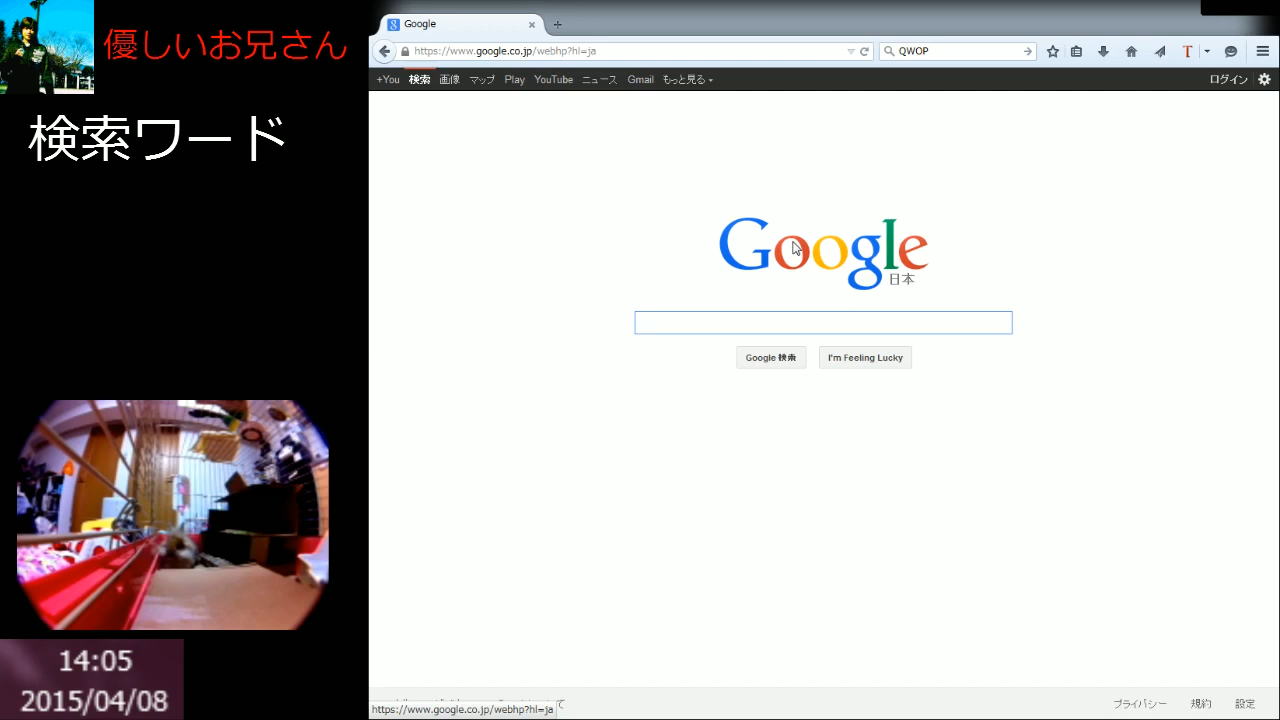 優しいお兄さん
検索ワード
14:05
2015/04/08
Google
https://www.google.co.jp/webhp?hl=ja
QWOP
T
+You 検索 画像 マップ Play YouTube ニュース Gmail もっと見る
ログイン
Google
日本
Google 検索
I'm Feeling Lucky
https://www.google.co.jp/webhp?hl=ja
プライバシー 規約 設定